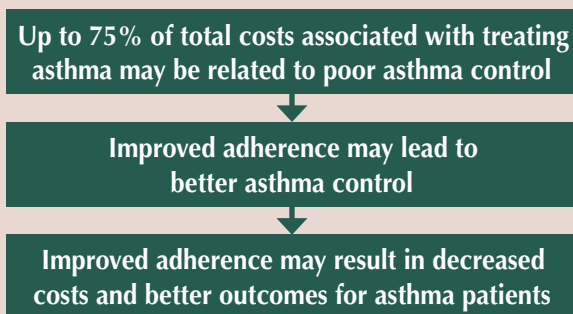 Up to 75% of total costs associated with treating
asthma may be related to poor asthma control
Improved adherence may lead to
better asthma control
Improved adherence may result in decreased
costs and better outcomes for asthma patients